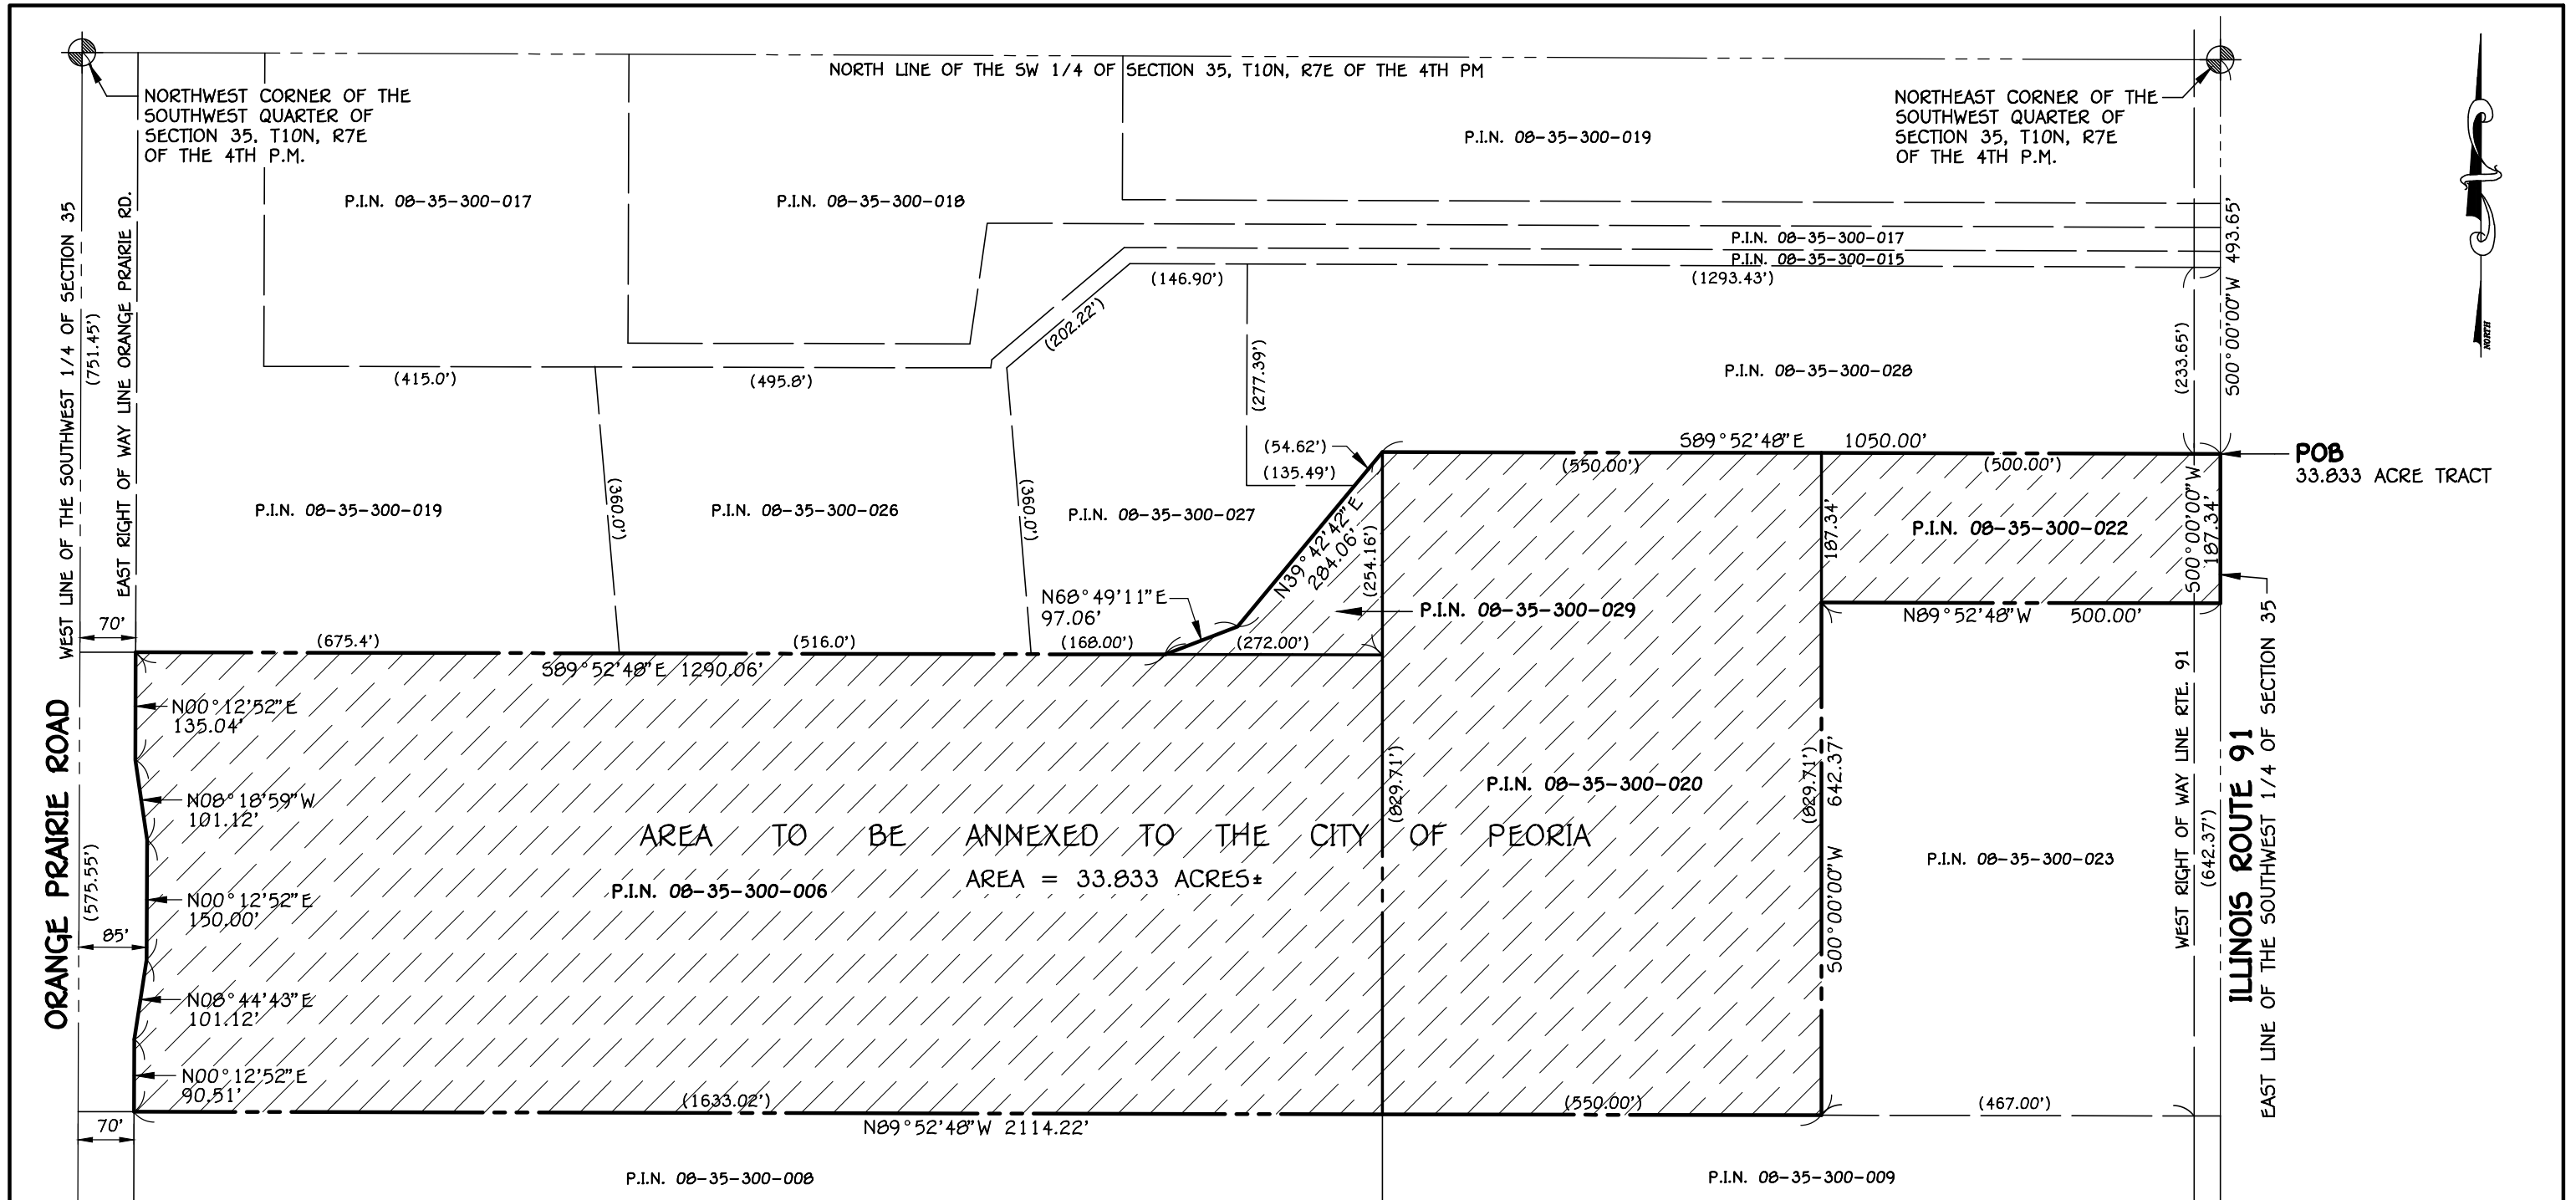 NORTH LINE OF THE SW 1/4 OF SECTION 35, T10N, R7E OF THE 4TH PM
NORTHWEST CORNER OF THE
SOUTHWEST QUARTER OF
SECTION 35, T10N, R7E
OF THE 4TH P.M.
NORTHEAST CORNER OF THE
SOUTHWEST QUARTER OF
SECTION 35, T10N, R7E
OF THE 4TH P.M.
NORTH
P.I.N. 08-35-300-019
P.I.N. 08-35-300-017
P.I.N. 08-35-300-018
P.I.N. 08-35-300-017
P.I.N. 08-35-300-015
(146.90')
(1293.43')
(202.22')
WEST LINE OF THE SOUTHWEST 1/4 OF SECTION 35
(751.45')
EAST RIGHT OF WAY LINE ORANGE PRAIRIE RD.
S00°00'00"W 493.65'
(233.65')
(277.39')
P.I.N. 08-35-300-028
(415.0')
(495.8')
S89°52'48"E 1050.00'
(54.62')
(135.49')
(550.00')
(500.00')
POB
33.833 ACRE TRACT
P.I.N. 08-35-300-019
(360.0')
P.I.N. 08-35-300-026
(360.0')
P.I.N. 08-35-300-027
N39°42'42"E
284.06'
(254.16')
187.34'
P.I.N. 08-35-300-022
S00°00'00"W
187.34'
N68°49'11"E
97.06'
P.I.N. 08-35-300-029
N89°52'48"W 500.00'
70'
(675.4')
(516.0')
(168.00')
(272.00')
S89°52'48"E 1290.06'
N00°12'52"E
135.04'
N08°18'59"W
101.12'
ORANGE PRAIRIE ROAD
(575.55')
85'
N00°12'52"E
150.00'
N08°44'43"E
101.12'
N00°12'52"E
90.51'
AREA TO BE ANNEXED TO THE CITY OF PEORIA
AREA = 33.833 ACRES±
P.I.N. 08-35-300-006
(829.71')
P.I.N. 08-35-300-020
(829.71')
642.37'
S00°00'00"W
P.I.N. 08-35-300-023
WEST RIGHT OF WAY LINE RTE. 91
(642.37')
ILLINOIS ROUTE 91
EAST LINE OF THE SOUTHWEST 1/4 OF SECTION 35
(1633.02')
(550.00')
(467.00')
70'
N89°52'48"W 2114.22'
P.I.N. 08-35-300-008
P.I.N. 08-35-300-009